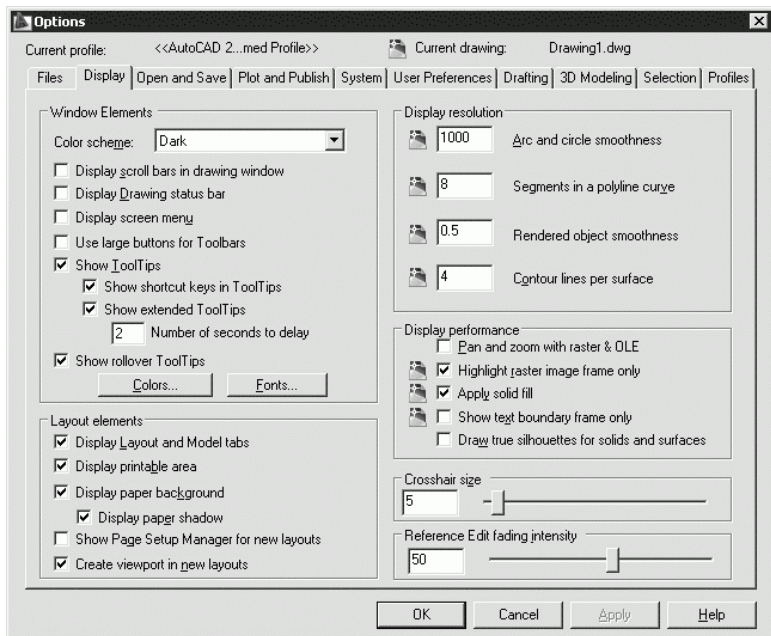 Options
Current profile: <<AutoCAD 2...med Profile>> Current drawing: Drawing1.dwg
Files Display Open and Save Plot and Publish System User Preferences Drafting 3D Modeling Selection Profiles
Window Elements
Color scheme: Dark
Display scroll bars in drawing window
Display Drawing status bar
Display screen menu
Use large buttons for Toolbars
Show ToolTips
Show shortcut keys in ToolTips
Show extended ToolTips
2 Number of seconds to delay
Show rollover ToolTips
Colors... Fonts...
Layout elements
Display Layout and Model tabs
Display printable area
Display paper background
Display paper shadow
Show Page Setup Manager for new layouts
Create viewport in new layouts
Display resolution
1000 Arc and circle smoothness
8 Segments in a polyline curve
0.5 Rendered object smoothness
4 Contour lines per surface
Display performance
Pan and zoom with raster & OLE
Highlight raster image frame only
Apply solid fill
Show text boundary frame only
Draw true silhouettes for solids and surfaces
Crosshair size
5
Reference Edit fading intensity
50
OK Cancel Apply Help